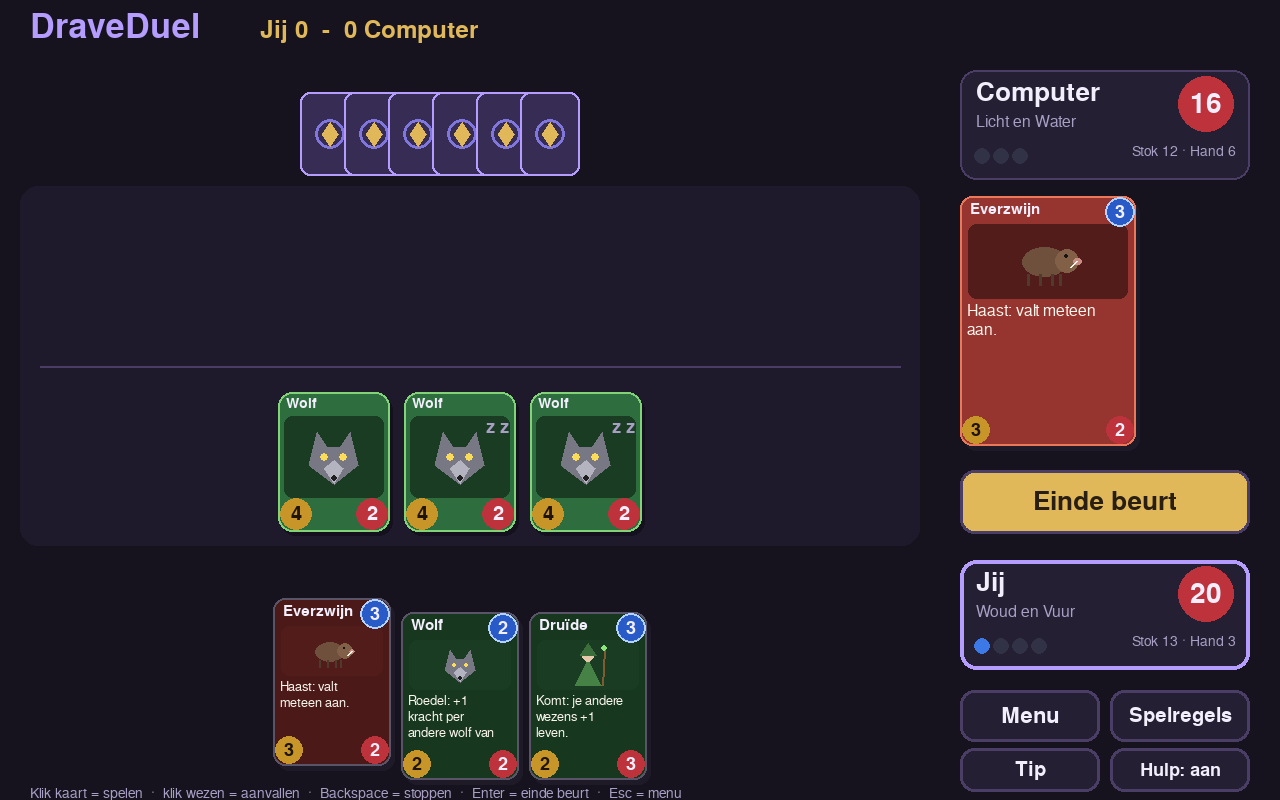 DraveDuel
Jij 0 - 0 Computer
Computer
16
Licht en Water
Stok 12 · Hand 6
Everzwijn
3
Haast: valt meteen
aan.
3
2
Wolf
4
2
Wolf
z z
4
2
Wolf
z z
4
2
Einde beurt
Jij
20
Woud en Vuur
Stok 13 · Hand 3
Everzwijn
3
Haast: valt
meteen aan.
3
2
Wolf
2
Roedel: +1
kracht per
andere wolf van
2
2
Druïde
3
Komt: je andere
wezens +1
leven.
2
3
Menu
Spelregels
Tip
Hulp: aan
Klik kaart = spelen · klik wezen = aanvallen · Backspace = stoppen · Enter = einde beurt · Esc = menu